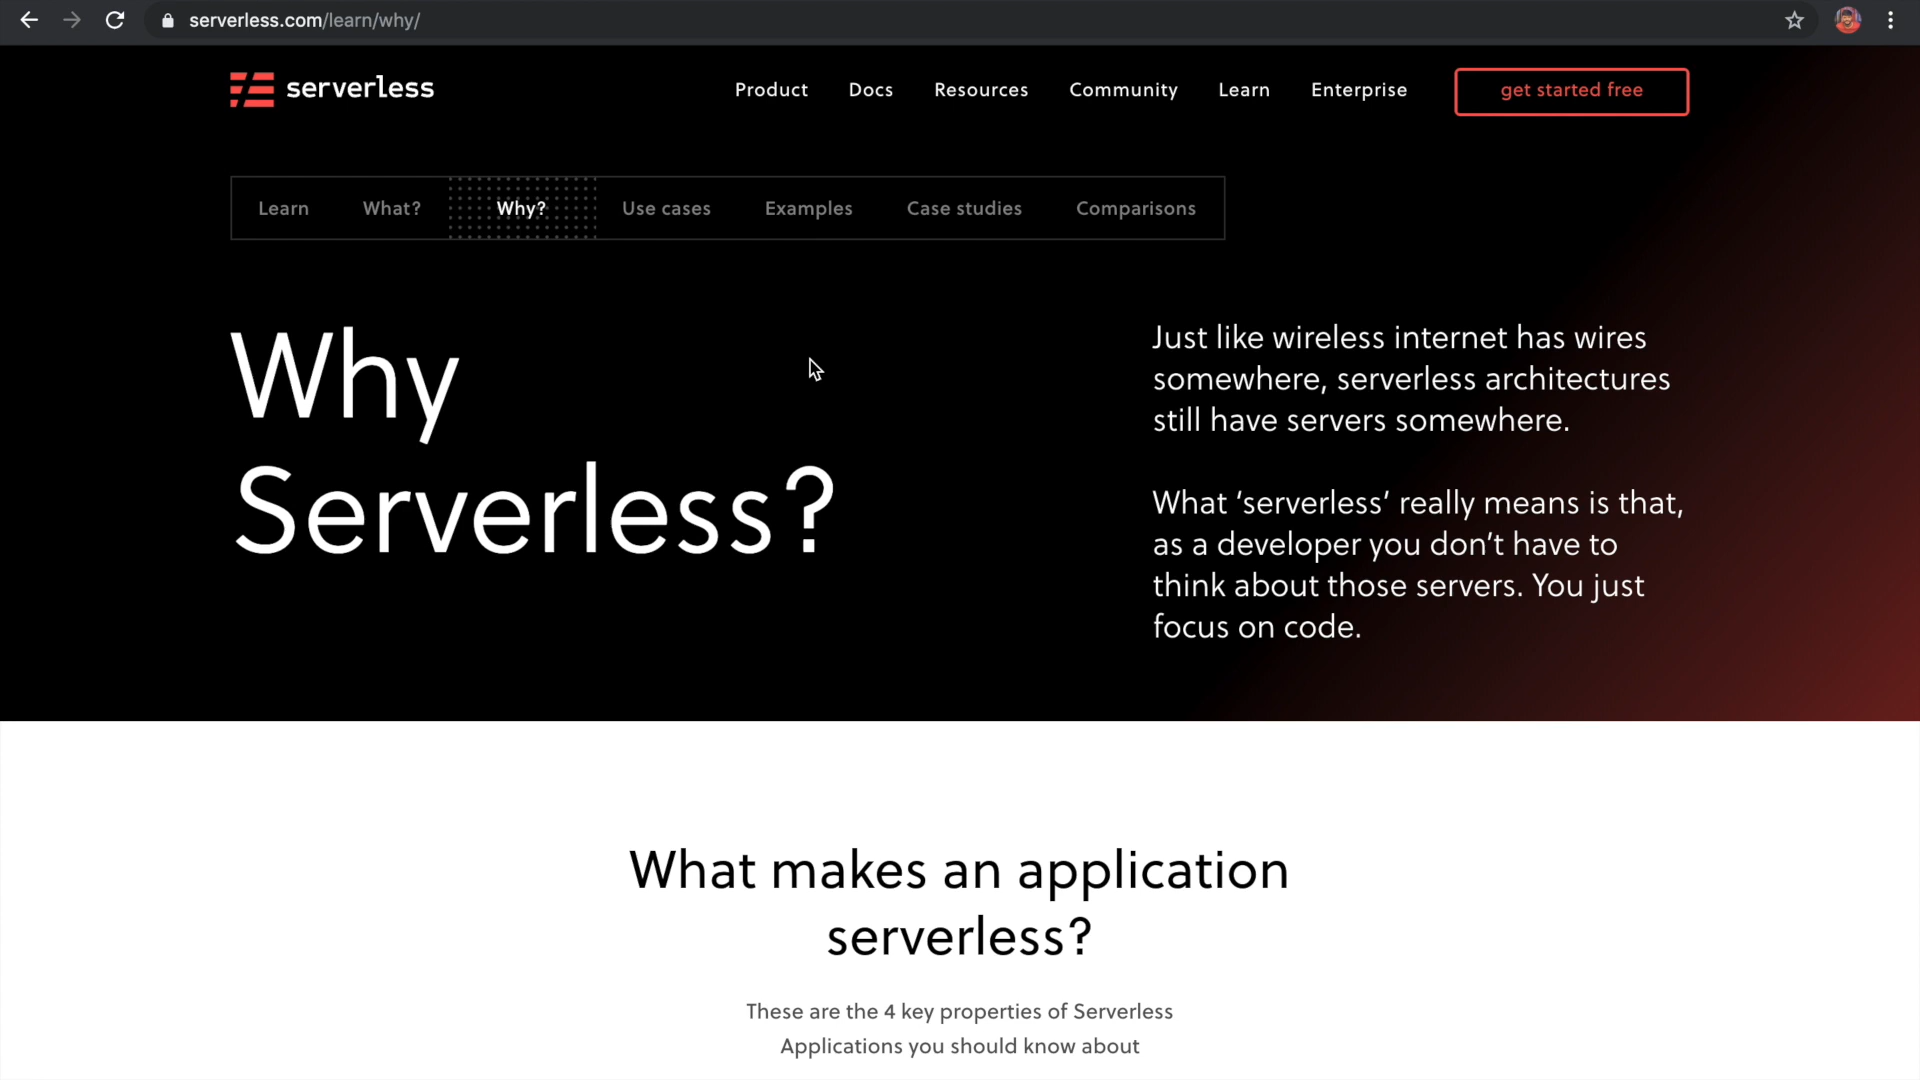 serverless.com/learn/why/
serverless
Product Docs Resources Community Learn Enterprise get started free
Learn What? Why? Use cases Examples Case studies Comparisons
Why
Serverless?
Just like wireless internet has wires
somewhere, serverless architectures
still have servers somewhere.
What ‘serverless’ really means is that,
as a developer you don’t have to
think about those servers. You just
focus on code.
What makes an application
serverless?
These are the 4 key properties of Serverless
Applications you should know about